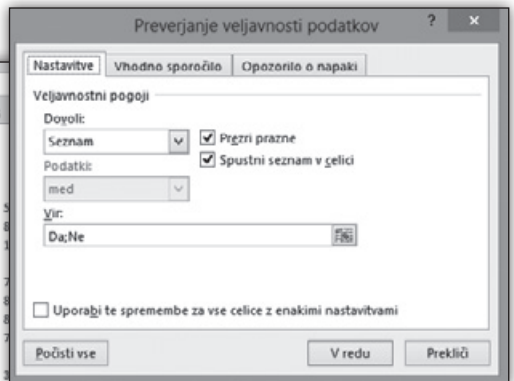 Preverjanje veljavnosti podatkov ? ×
Nastavitve Vhodno sporočilo Opozorilo o napaki
Veljavnostni pogoji
Dovoli:
Seznam
Prezri prazne
Spustni seznam v celici
Podatki:
med
Vir:
Da;Ne
Uporabi te spremembe za vse celice z enakimi nastavitvami
Počisti vse V redu Prekliči